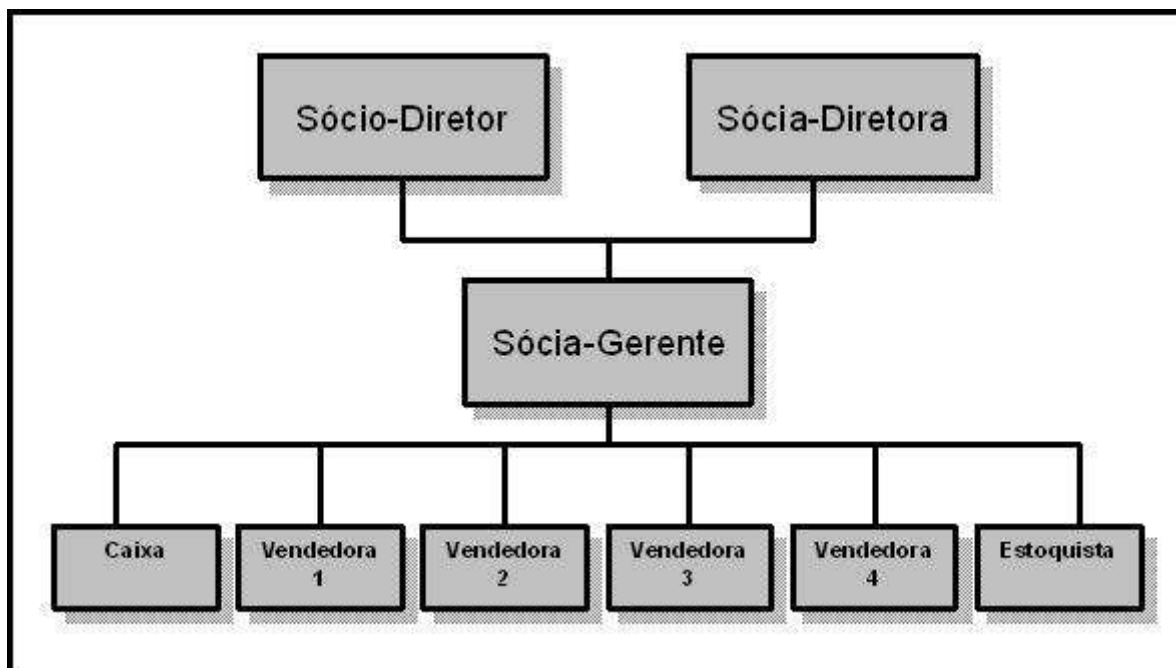 Sócio-Diretor
Sócia-Diretora
Sócia-Gerente
Caixa
Vendedora
1
Vendedora
2
Vendedora
3
Vendedora
4
Estoquista